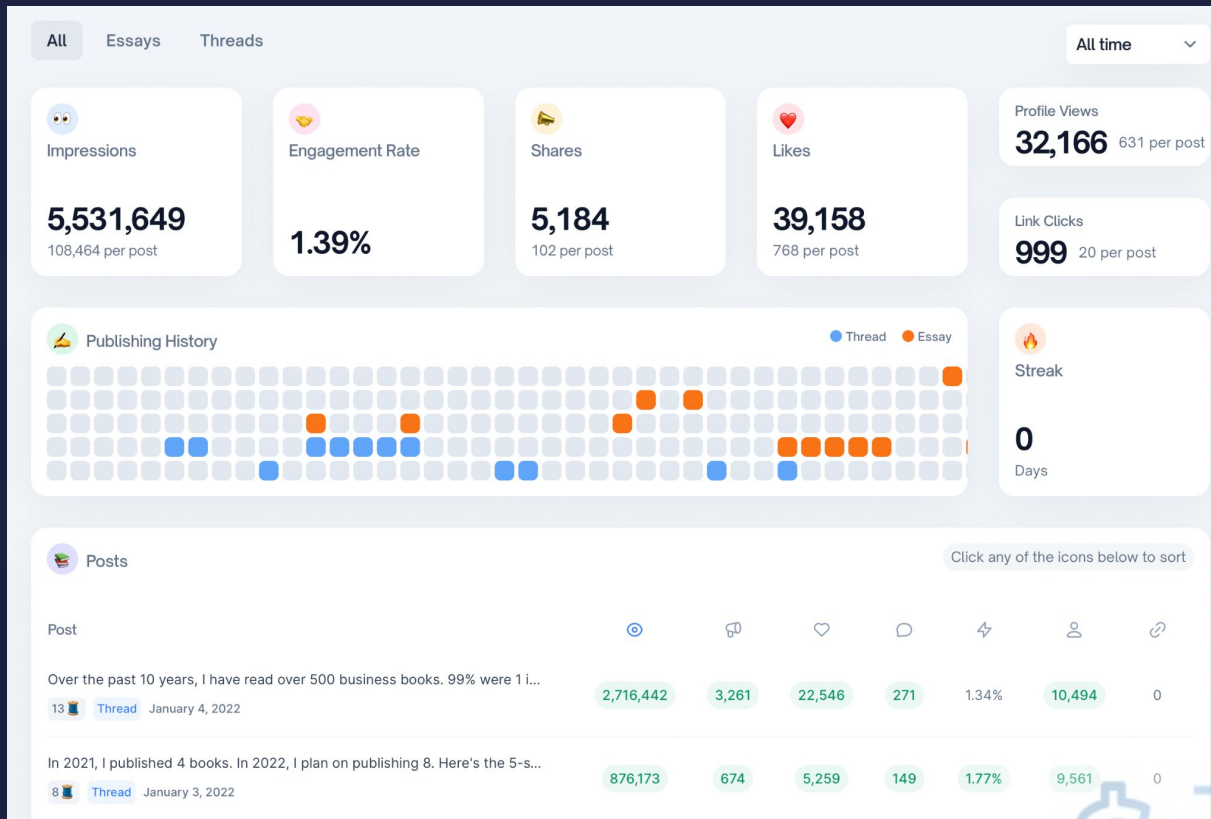 All Essays Threads All time
Impressions
5,531,649
108,464 per post
Engagement Rate
1.39%
Shares
5,184
102 per post
Likes
39,158
768 per post
Profile Views
32,166 631 per post
Link Clicks
999 20 per post
Publishing History Thread Essay
Streak
0
Days
Posts Click any of the icons below to sort
Post
Over the past 10 years, I have read over 500 business books. 99% were 1 i...
13 Thread January 4, 2022
2,716,442 3,261 22,546 271 1.34% 10,494 0
In 2021, I published 4 books. In 2022, I plan on publishing 8. Here's the 5-s...
8 Thread January 3, 2022
876,173 674 5,259 149 1.77% 9,561 0